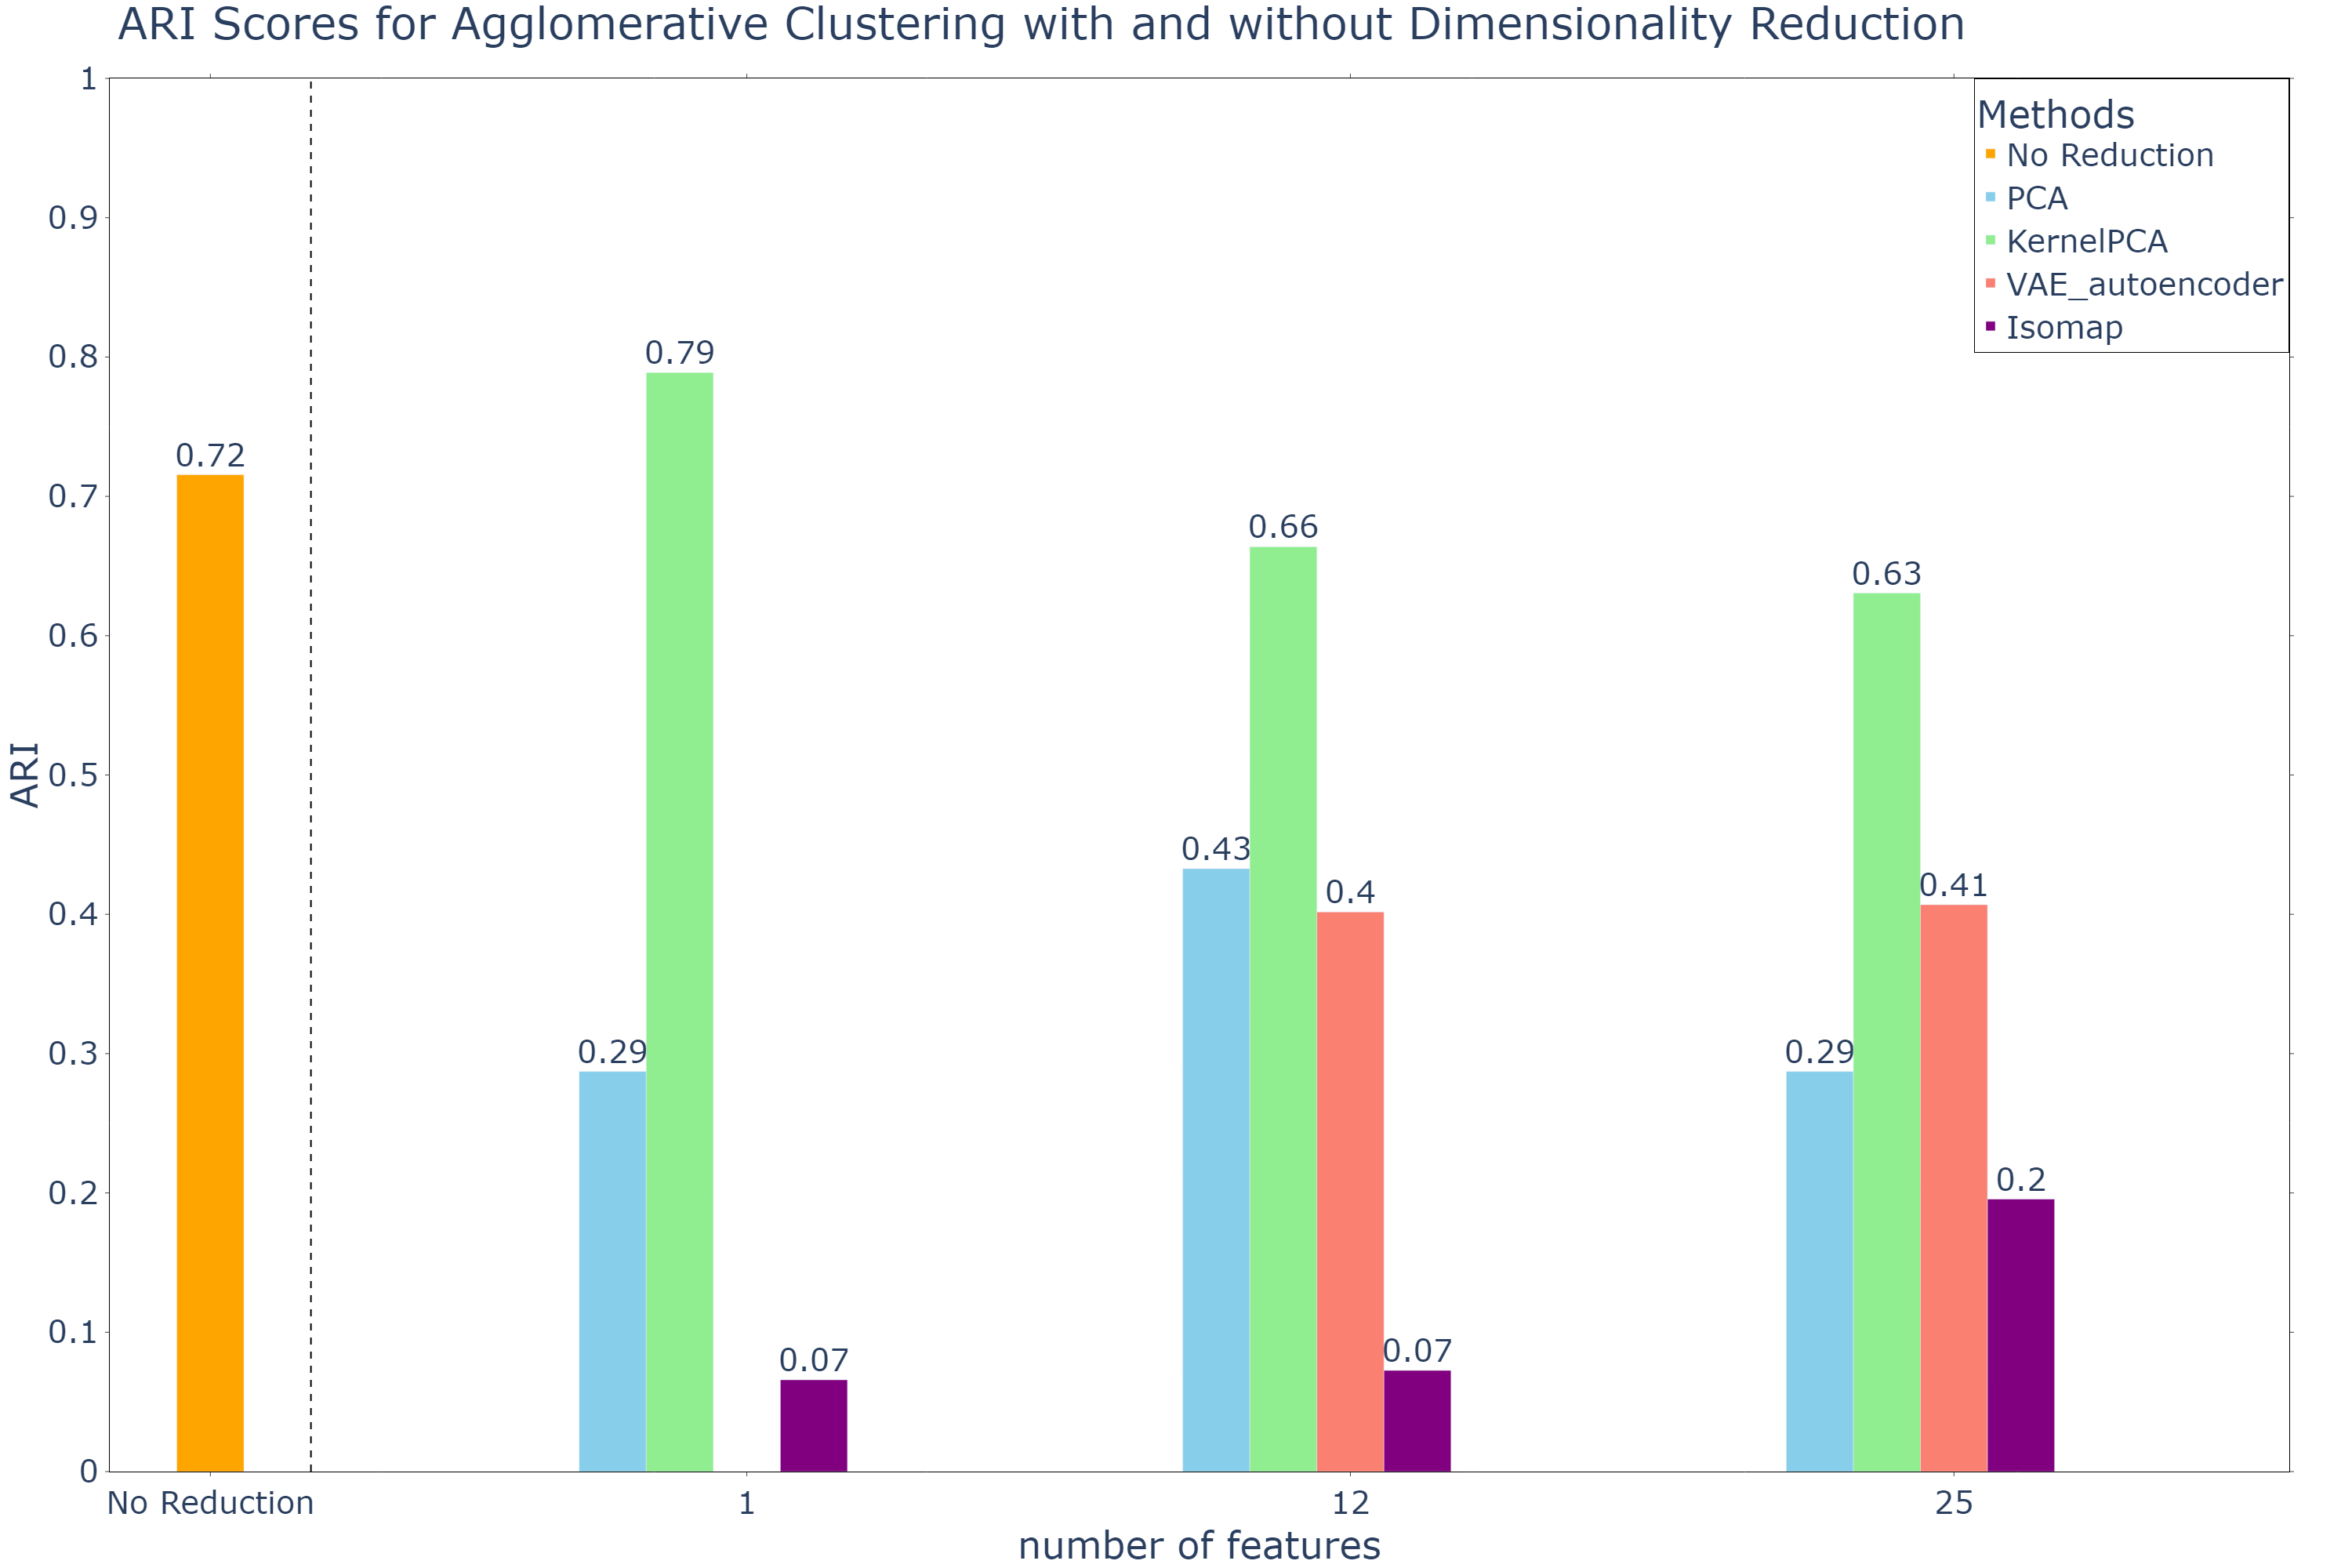 ARI Scores for Agglomerative Clustering with and without Dimensionality Reduction
Methods
No Reduction
PCA
KernelPCA
VAE_autoencoder
Isomap
ARI
1
0.9
0.8
0.7
0.6
0.5
0.4
0.3
0.2
0.1
0
0.72
0.29
0.79
0.07
0.43
0.66
0.4
0.07
0.29
0.63
0.41
0.2
No Reduction
1
12
25
number of features